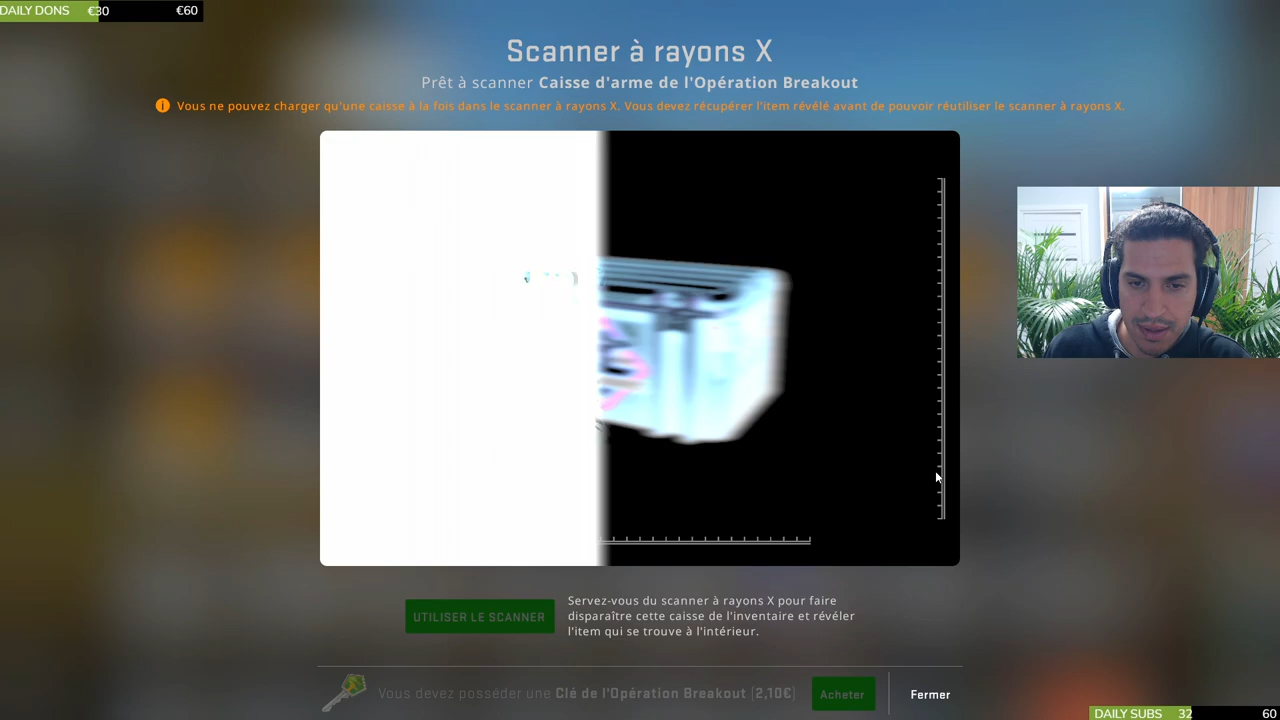 DAILY DONS €30 €60
Scanner à rayons X
Prêt à scanner Caisse d'arme de l'Opération Breakout
Vous ne pouvez charger qu'une caisse à la fois dans le scanner à rayons X. Vous devez récupérer l'item révélé avant de pouvoir réutiliser le scanner à rayons X.
UTILISER LE SCANNER
Servez-vous du scanner à rayons X pour faire
disparaître cette caisse de l'inventaire et révéler
l'item qui se trouve à l'intérieur.
Vous devez posséder une Clé de l'Opération Breakout (2,10€)
Acheter
Fermer
DAILY SUBS 32 60